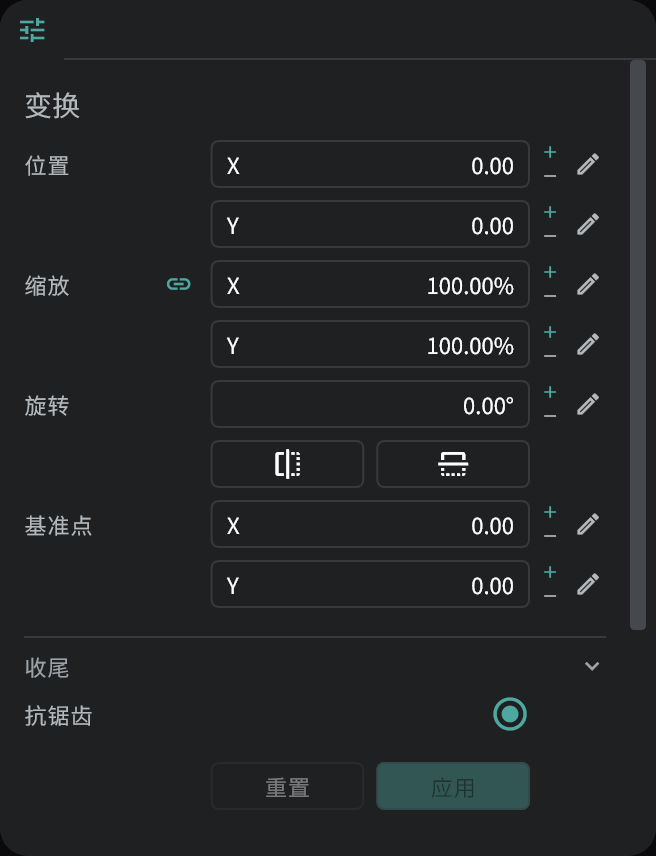 变换
位置 X 0.00
Y 0.00
缩放 X 100.00%
Y 100.00%
旋转 0.00°
基准点 X 0.00
Y 0.00
收尾
抗锯齿
重置 应用